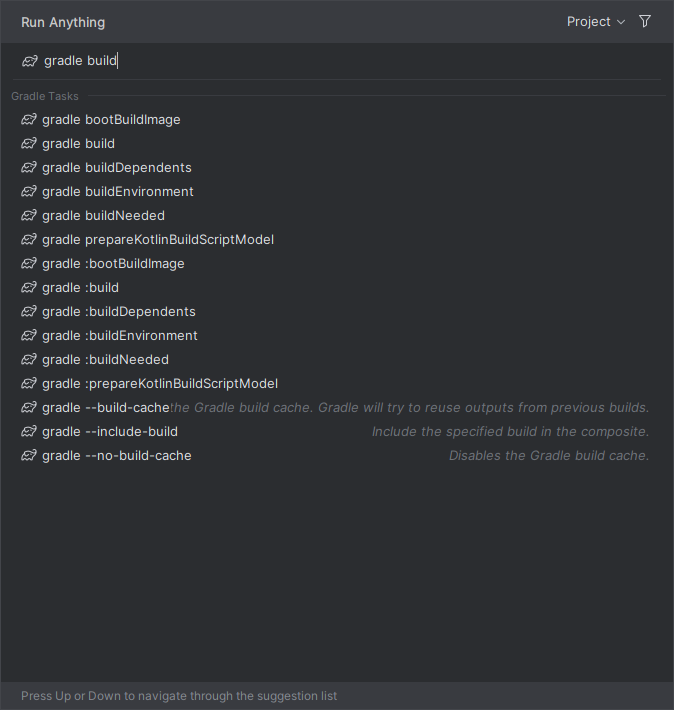 Run Anything
Project
gradle build
Gradle Tasks
gradle bootBuildImage
gradle build
gradle buildDependents
gradle buildEnvironment
gradle buildNeeded
gradle prepareKotlinBuildScriptModel
gradle :bootBuildImage
gradle :build
gradle :buildDependents
gradle :buildEnvironment
gradle :buildNeeded
gradle :prepareKotlinBuildScriptModel
gradle --build-cache the Gradle build cache. Gradle will try to reuse outputs from previous builds.
gradle --include-build Include the specified build in the composite.
gradle --no-build-cache Disables the Gradle build cache.
Press Up or Down to navigate through the suggestion list